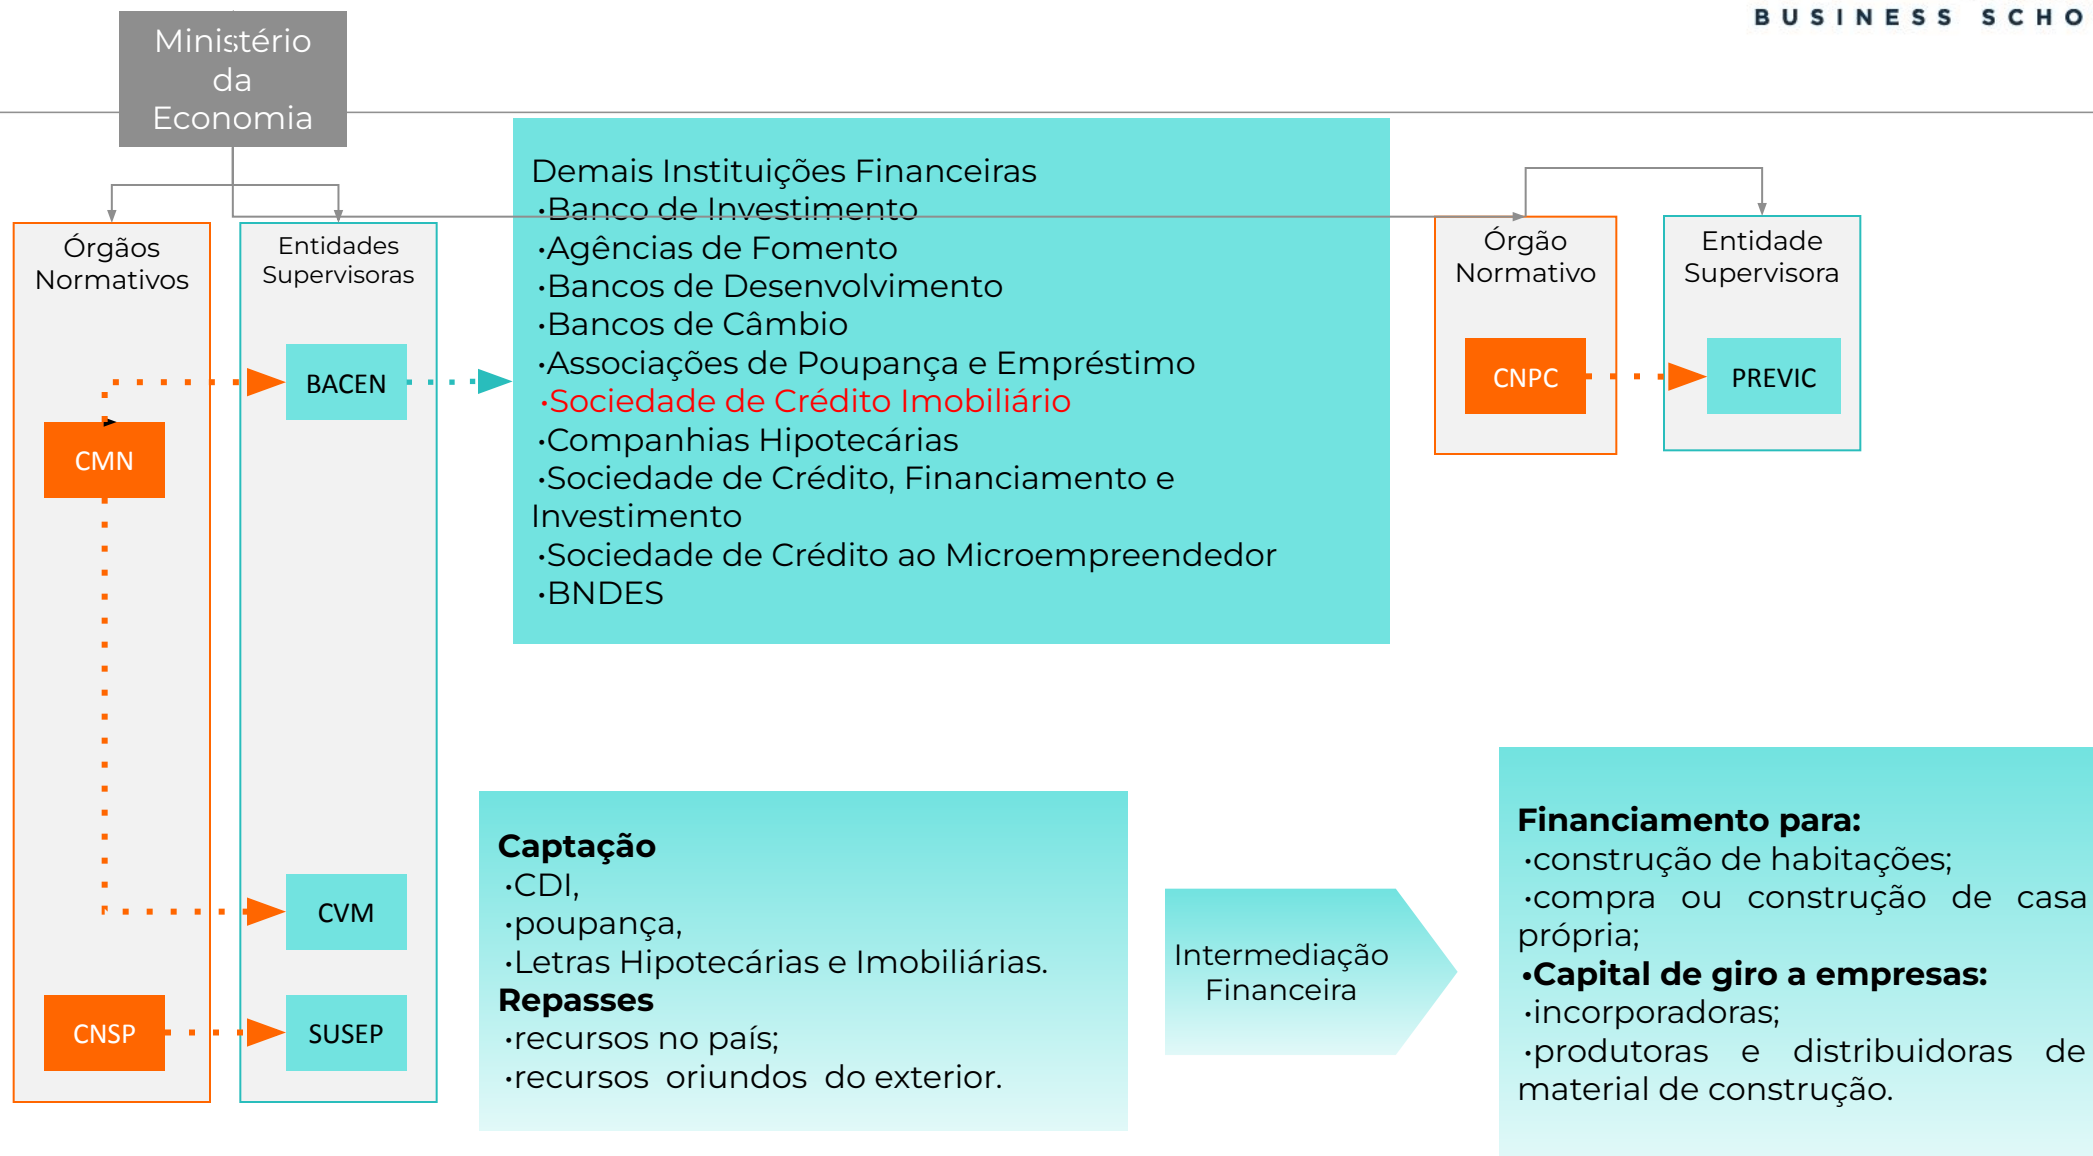 BUSINESS SCHO
Ministério
da
Economia
Órgãos
Normativos
Entidades
Supervisoras
Demais Instituições Financeiras
•Banco de Investimento
•Agências de Fomento
•Bancos de Desenvolvimento
•Bancos de Câmbio
•Associações de Poupança e Empréstimo
•Sociedade de Crédito Imobiliário
•Companhias Hipotecárias
•Sociedade de Crédito, Financiamento e
Investimento
•Sociedade de Crédito ao Microempreendedor
•BNDES
Órgão
Normativo
Entidade
Supervisora
BACEN
CMN
CNPC
PREVIC
CVM
CNSP
SUSEP
Captação
•CDI,
•poupança,
•Letras Hipotecárias e Imobiliárias.
Repasses
•recursos no país;
•recursos oriundos do exterior.
Intermediação
Financeira
Financiamento para:
•construção de habitações;
•compra ou construção de casa
própria;
•Capital de giro a empresas:
•incorporadoras;
•produtoras e distribuidoras de
material de construção.